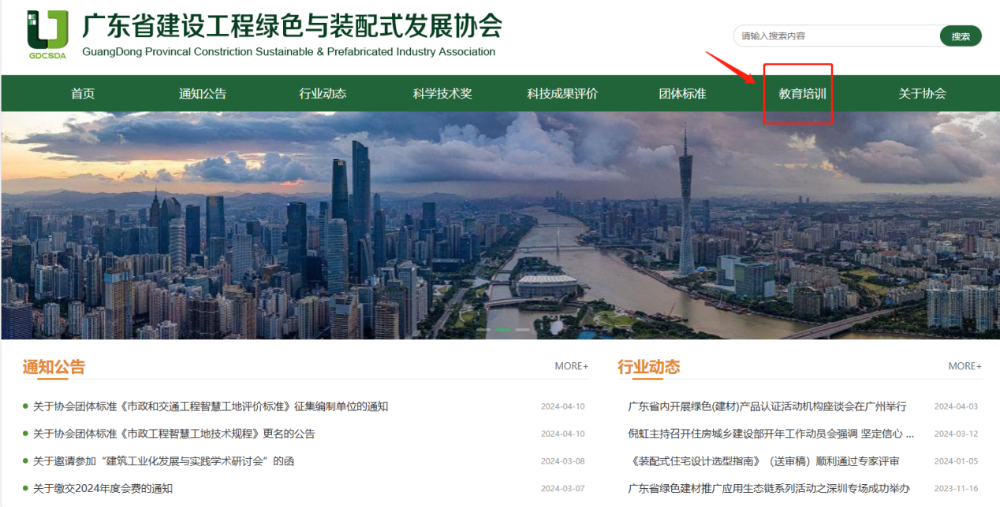 广东省建设工程绿色与装配式发展协会
GDCSDA
GuangDong Provincal Constriction Sustainable & Prefabricated Industry Association
请输入搜索内容
搜索
首页 通知公告 行业动态 科学技术奖 科技成果评价 团体标准 教育培训 关于协会
通知公告 MORE+
关于协会团体标准《市政和交通工程智慧工地评价标准》征集编制单位的通知 2024-04-10
关于协会团体标准《市政工程智慧工地技术规程》更名的公告 2024-04-10
关于邀请参加“建筑工业化发展与实践学术研讨会”的函 2024-03-08
关于缴交2024年度会费的通知 2024-03-07
行业动态 MORE+
广东省内开展绿色(建材)产品认证活动机构座谈会在广州举行 2024-04-03
倪虹主持召开住房城乡建设部开年工作动员会强调 坚定信心 ... 2024-03-12
《装配式住宅设计选型指南》（送审稿）顺利通过专家评审 2024-01-05
广东省绿色建材推广应用生态链系列活动之深圳专场成功举办 2023-11-16